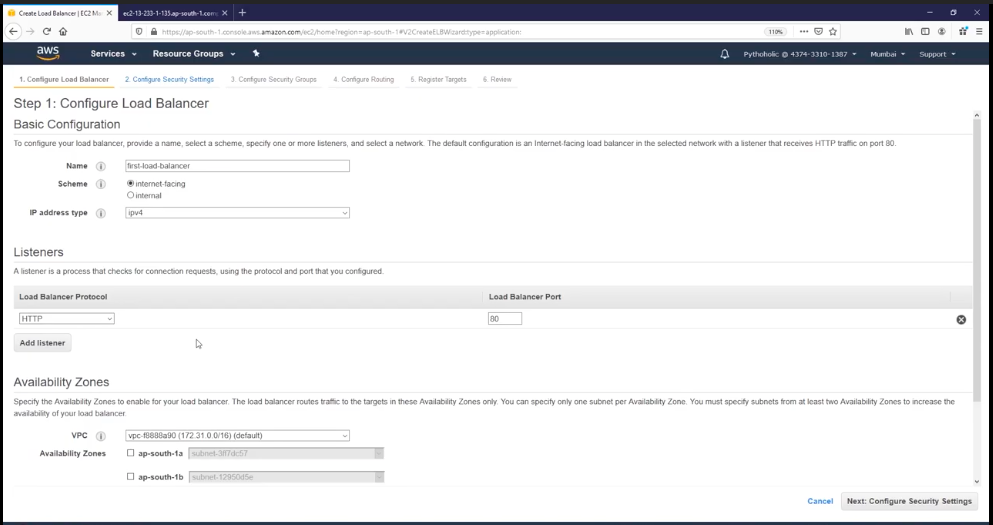 Create Load Balancer | EC2 Ma
ec2-13-233-1-135.ap-south-1.com
https://ap-south-1.console.aws.amazon.com/ec2/home?region=ap-south-1#V2CreateELBWizard:type=application:
110%
aws
Services
Resource Groups
Pythoholic @ 4374-3310-1387
Mumbai
Support
1. Configure Load Balancer
2. Configure Security Settings
3. Configure Security Groups
4. Configure Routing
5. Register Targets
6. Review
Step 1: Configure Load Balancer
Basic Configuration
To configure your load balancer, provide a name, select a scheme, specify one or more listeners, and select a network. The default configuration is an Internet-facing load balancer in the selected network with a listener that receives HTTP traffic on port 80.
Name i first-load-balancer
Scheme i internet-facing
internal
IP address type i ipv4
Listeners
A listener is a process that checks for connection requests, using the protocol and port that you configured.
Load Balancer Protocol Load Balancer Port
HTTP 80
Add listener
Availability Zones
Specify the Availability Zones to enable for your load balancer. The load balancer routes traffic to the targets in these Availability Zones only. You can specify only one subnet per Availability Zone. You must specify subnets from at least two Availability Zones to increase the
availability of your load balancer.
VPC i vpc-f8888a90 (172.31.0.0/16) (default)
Availability Zones ap-south-1a subnet-3ff7dc57
ap-south-1b subnet-12950d5e
Cancel Next: Configure Security Settings